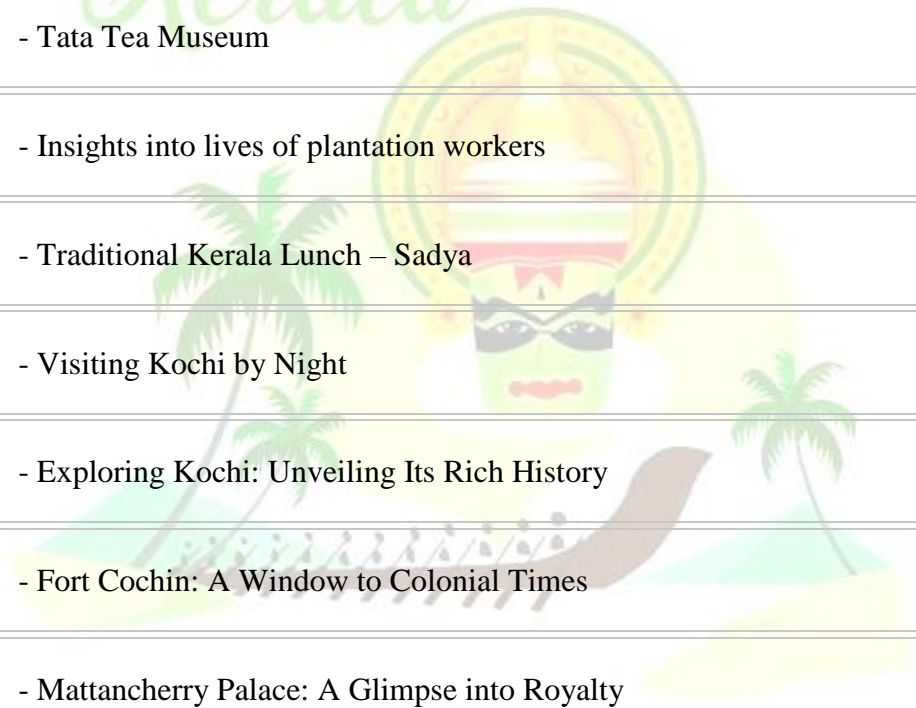 Kerala
- Tata Tea Museum
- Insights into lives of plantation workers
- Traditional Kerala Lunch – Sadya
- Visiting Kochi by Night
- Exploring Kochi: Unveiling Its Rich History
- Fort Cochin: A Window to Colonial Times
- Mattancherry Palace: A Glimpse into Royalty